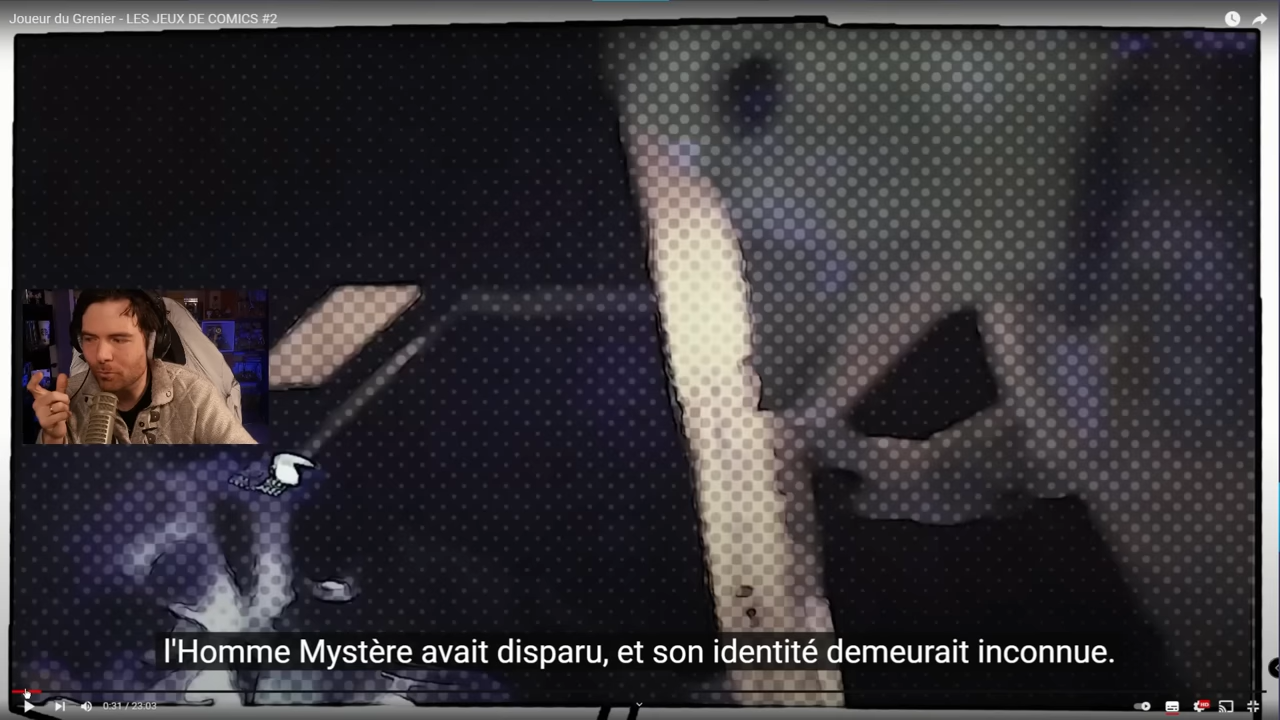 Joueur du Grenier - LES JEUX DE COMICS #2
l'Homme Mystère avait disparu, et son identité demeurait inconnue.
0:31 / 23:03
HD